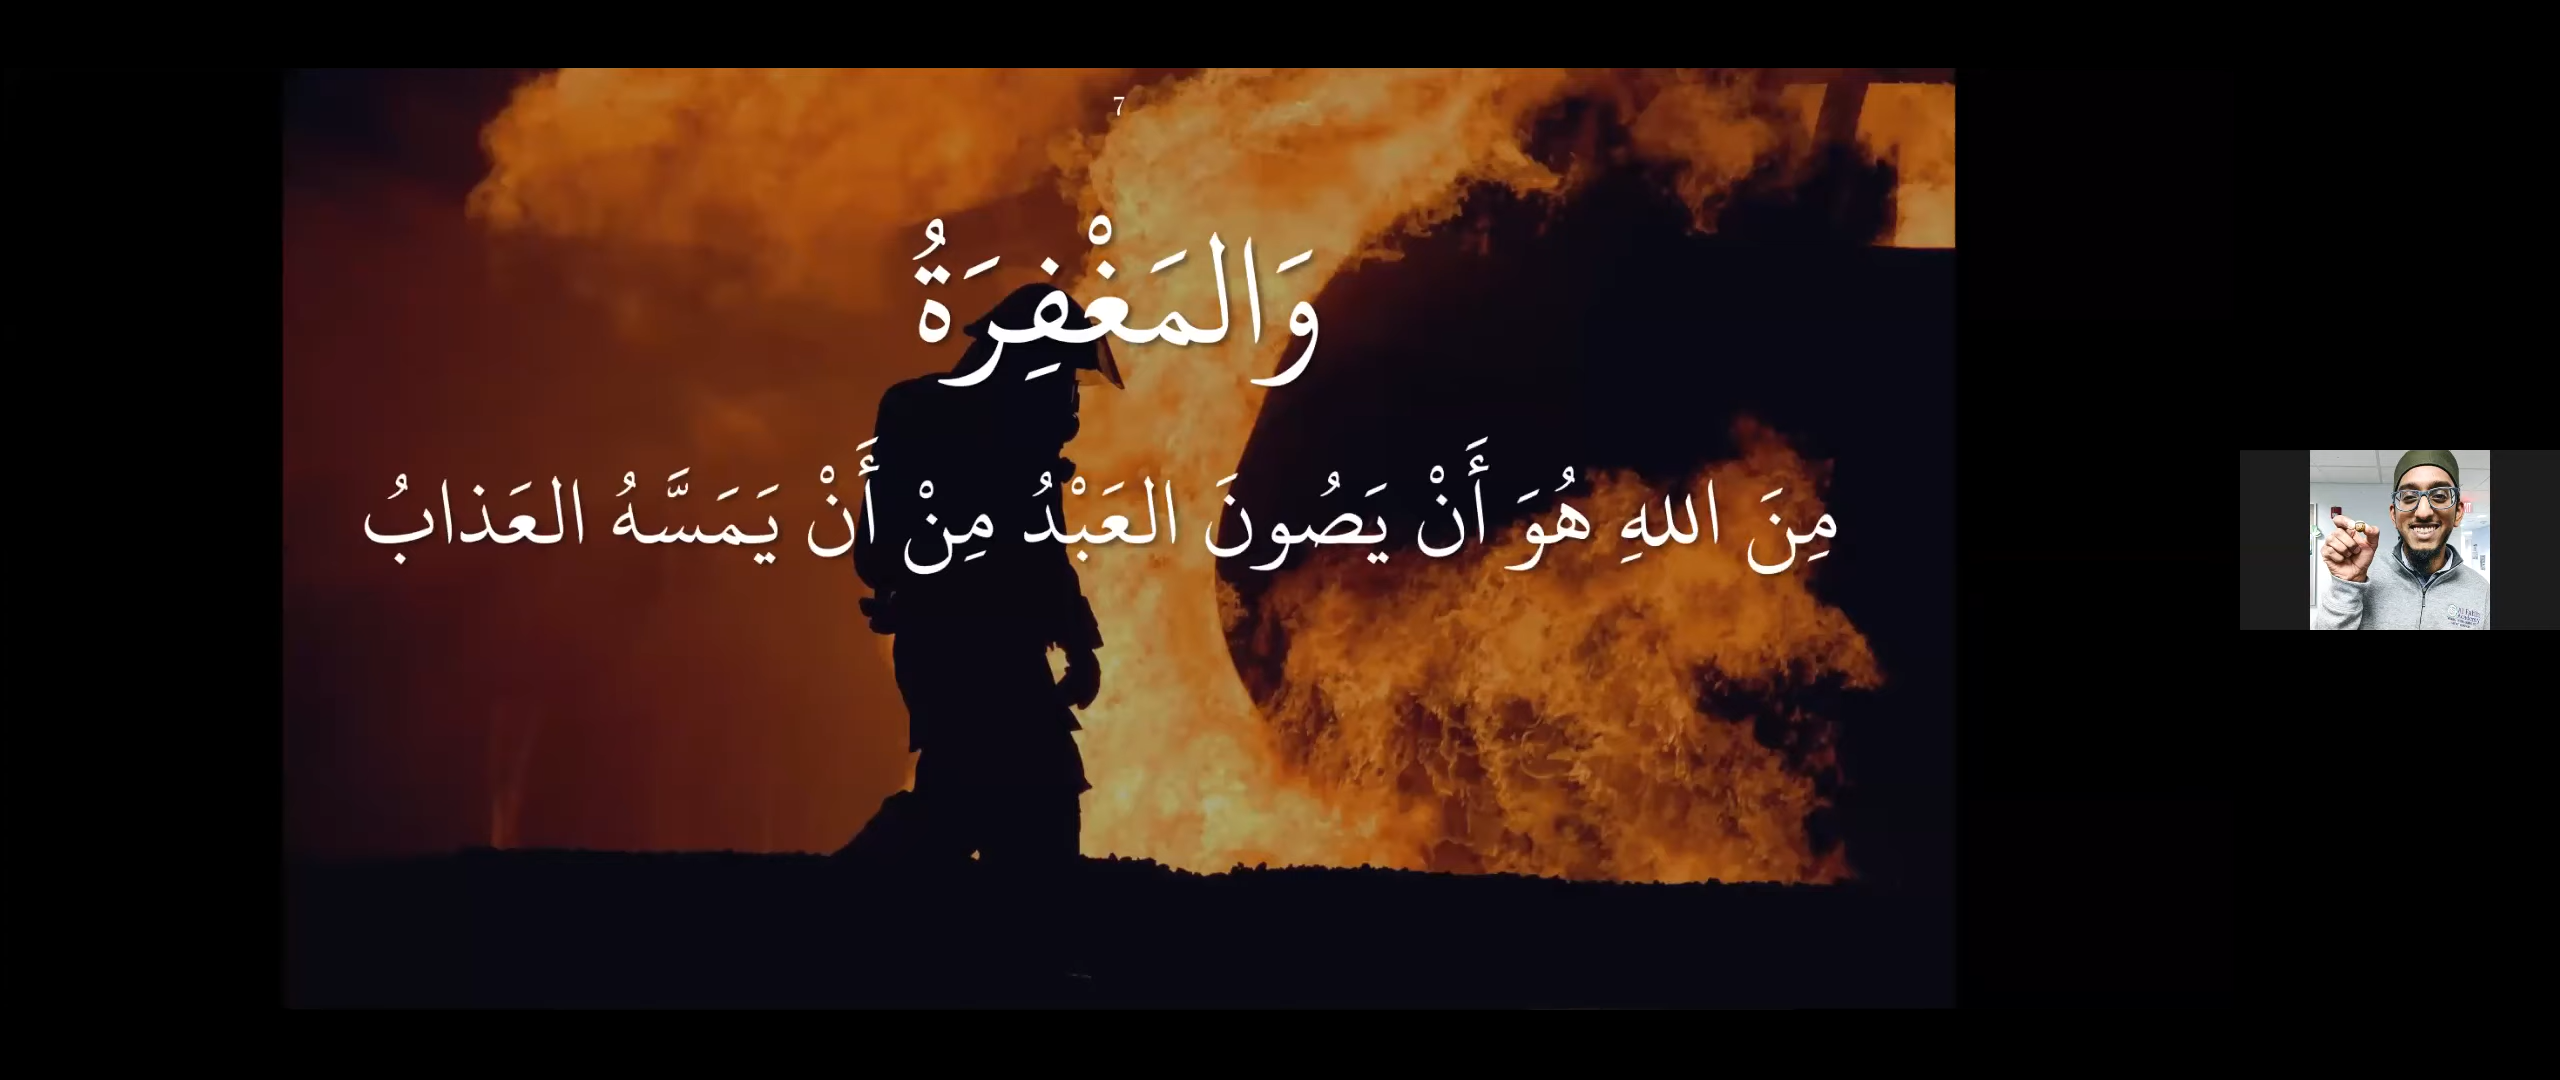 7
وَالمَغْفِرَةُ
مِنَ اللهِ هُوَ أَنْ يَصُونَ العَبْدُ مِنْ أَنْ يَمَسَّهُ العَذابُ